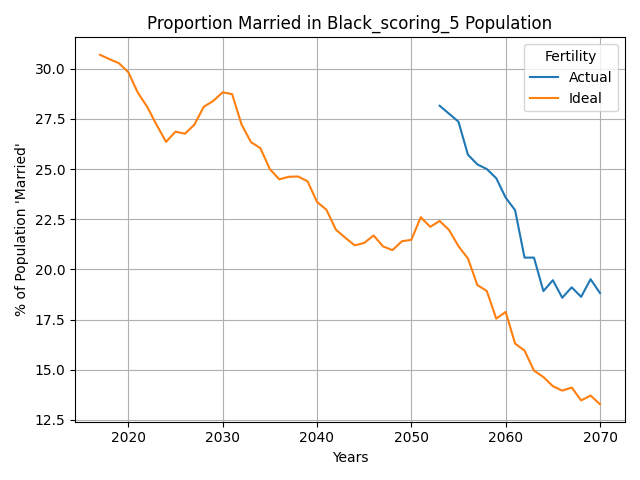 Proportion Married in Black_scoring_5 Population
% of Population 'Married'
30.0
27.5
25.0
22.5
20.0
17.5
15.0
12.5
Fertility
Actual
Ideal
2020 2030 2040 2050 2060 2070
Years